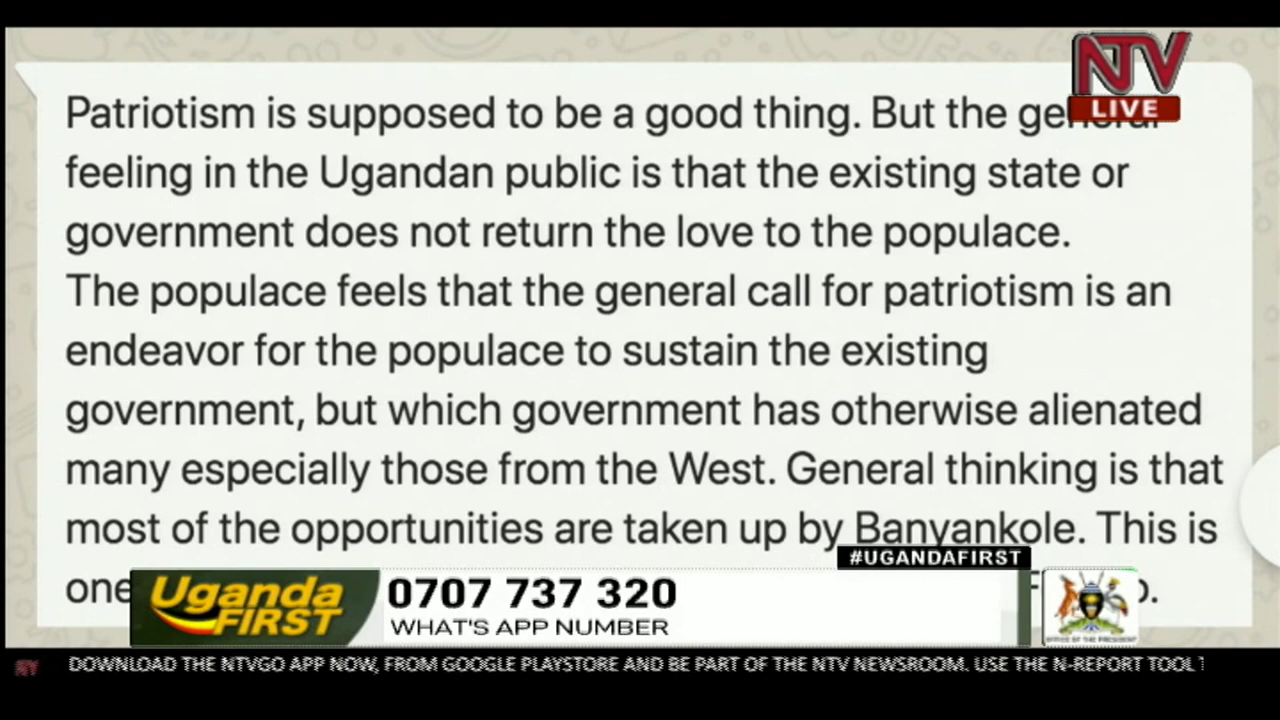 NTV
LIVE
Patriotism is supposed to be a good thing. But the general
feeling in the Ugandan public is that the existing state or
government does not return the love to the populace.
The populace feels that the general call for patriotism is an
endeavor for the populace to sustain the existing
government, but which government has otherwise alienated
many especially those from the West. General thinking is that
most of the opportunities are taken up by Banyankole. This is
one
#UGANDAFIRST
Uganda
FIRST
0707 737 320
WHAT'S APP NUMBER
OFFICE OF THE PRESIDENT
DOWNLOAD THE NTVGO APP NOW, FROM GOOGLE PLAYSTORE AND BE PART OF THE NTV NEWSROOM. USE THE N-REPORT TOOL